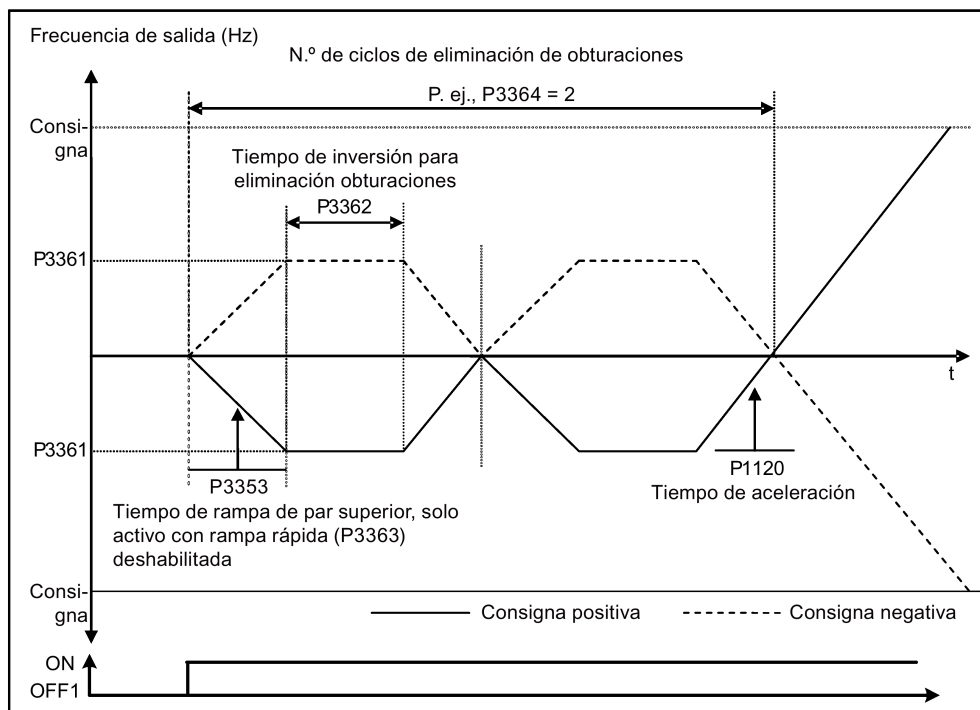 Frecuencia de salida (Hz)
N.º de ciclos de eliminación de obturaciones
P. ej., P3364 = 2
Consi-
gna
Tiempo de inversión para
eliminación obturaciones
P3362
P3361
t
P3361
P3353
P1120
Tiempo de aceleración
Tiempo de rampa de par superior, solo
activo con rampa rápida (P3363)
deshabilitada
Consi-
gna
Consigna positiva
Consigna negativa
ON
OFF1